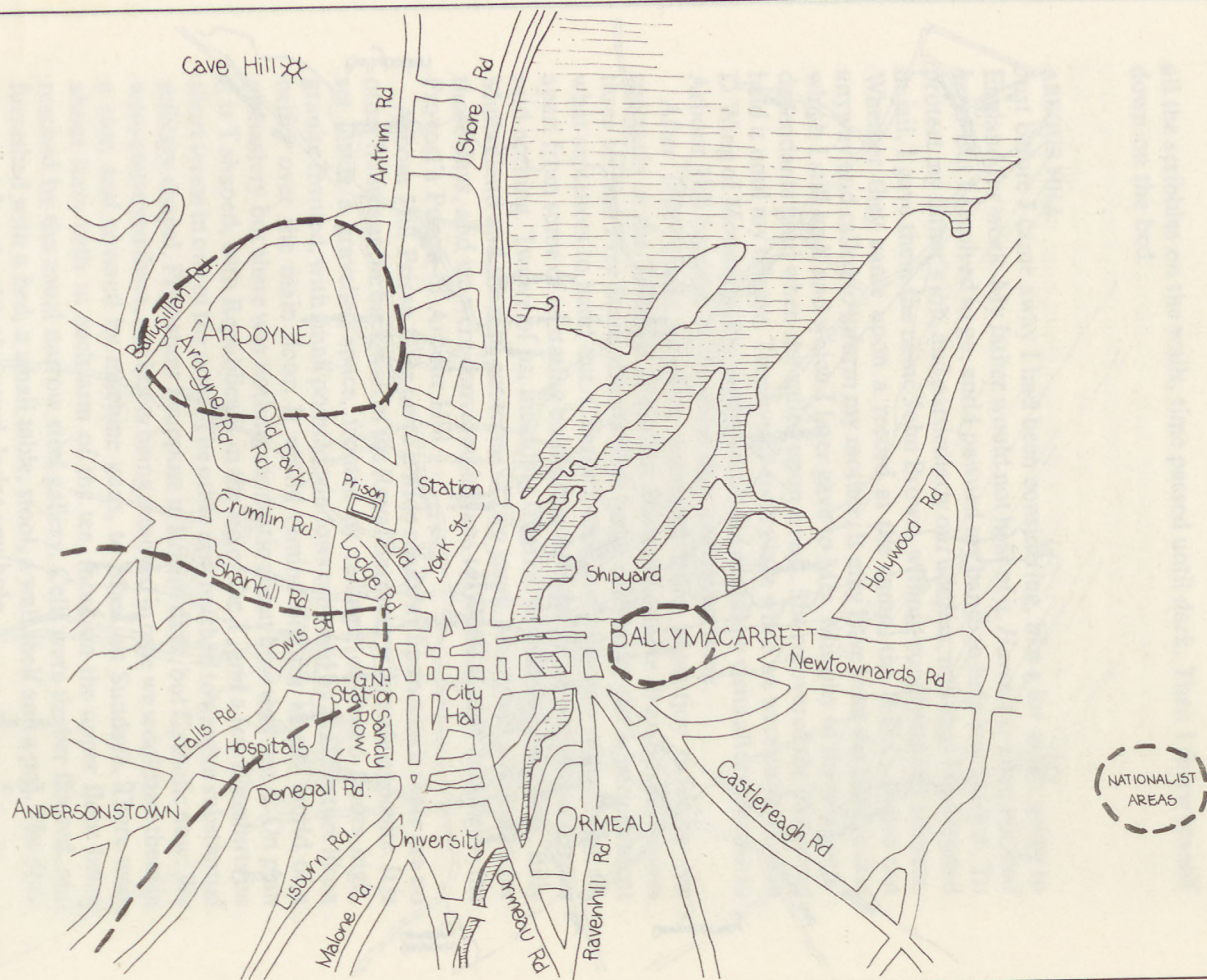 Cave Hill
Antrim Rd
Shore Rd
Ballysillan Rd.
ARDOYNE
Ardoyne Rd.
Old Park
Rd.
Prison
Station
Crumlin Rd.
Old
Lodge Rd.
York St.
Shankill Rd.
Divis St
Shipyard
Hollywood Rd
BALLYMACARRETT
Newtownards Rd
G.N.
Station
City
Hall
Sandy
Row
Falls Rd.
Hospitals
Donegall Rd.
ANDERSONSTOWN
Castlereagh Rd
NATIONALIST
AREAS
University
ORMEAU
Lisburn Rd.
Malone Rd.
Ormeau Rd
Ravenhill Rd.